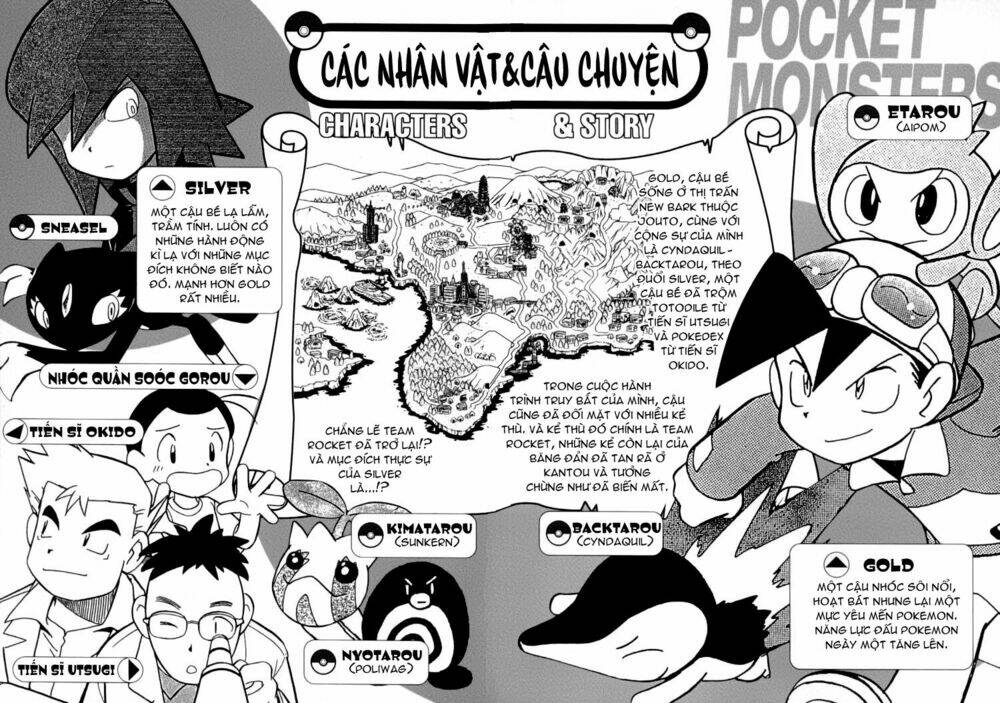 POCKET
MONSTERS
CÁC NHÂN VẬT&CÂU CHUYỆN
CHARACTERS & STORY
ETAROU
(AIPOM)
SILVER
MỘT CẬU BÉ LẠ LẪM,
TRẦM TÍNH. LUÔN CÓ
NHỮNG HÀNH ĐỘNG
KÌ LẠ VỚI NHỮNG MỤC
ĐÍCH KHÔNG BIẾT NÀO
ĐÓ. MẠNH HƠN GOLD
RẤT NHIỀU.
SNEASEL
GOLD, CẬU BÉ
SỐNG Ở THỊ TRẤN
NEW BARK THUỘC
JOUTO, CÙNG VỚI
CỘNG SỰ CỦA MÌNH
LÀ CYNDAQUIL -
BACKTAROU, THEO
ĐUỔI SILVER, MỘT
CẬU BÉ ĐÃ TRỘM
TOTODILE TỪ
TIẾN SĨ UTSUGI
VÀ POKEDEX
TỪ TIẾN SĨ
OKIDO.
NHÓC QUẦN SOÓC GOROU
TIẾN SĨ OKIDO
TRONG CUỘC HÀNH
TRÌNH TRUY BẮT CỦA MÌNH, CẬU
CŨNG ĐÃ ĐỐI MẶT VỚI NHIỀU KẺ
THÙ. VÀ KẺ THÙ ĐÓ CHÍNH LÀ TEAM
ROCKET, NHỮNG KẺ CÒN LẠI CỦA
BĂNG ĐẢN ĐÃ TAN RÃ Ở
KANTOU VÀ TƯỞNG
CHỪNG NHƯ ĐÃ BIẾN MẤT.
CHẲNG LẼ TEAM
ROCKET ĐÃ TRỞ LẠI!?
VÀ MỤC ĐÍCH THỰC SỰ
CỦA SILVER
LÀ...!?
KIMATAROU
(SUNKERN)
BACKTAROU
(CYNDAQUIL)
GOLD
MỘT CẬU NHÓC SÔI NỔI,
HOẠT BÁT NHƯNG LẠI MỘT
MỰC YÊU MẾN POKEMON.
NĂNG LỰC ĐẤU POKEMON
NGÀY MỘT TĂNG LÊN.
NYOTAROU
(POLIWAG)
TIẾN SĨ UTSUGI